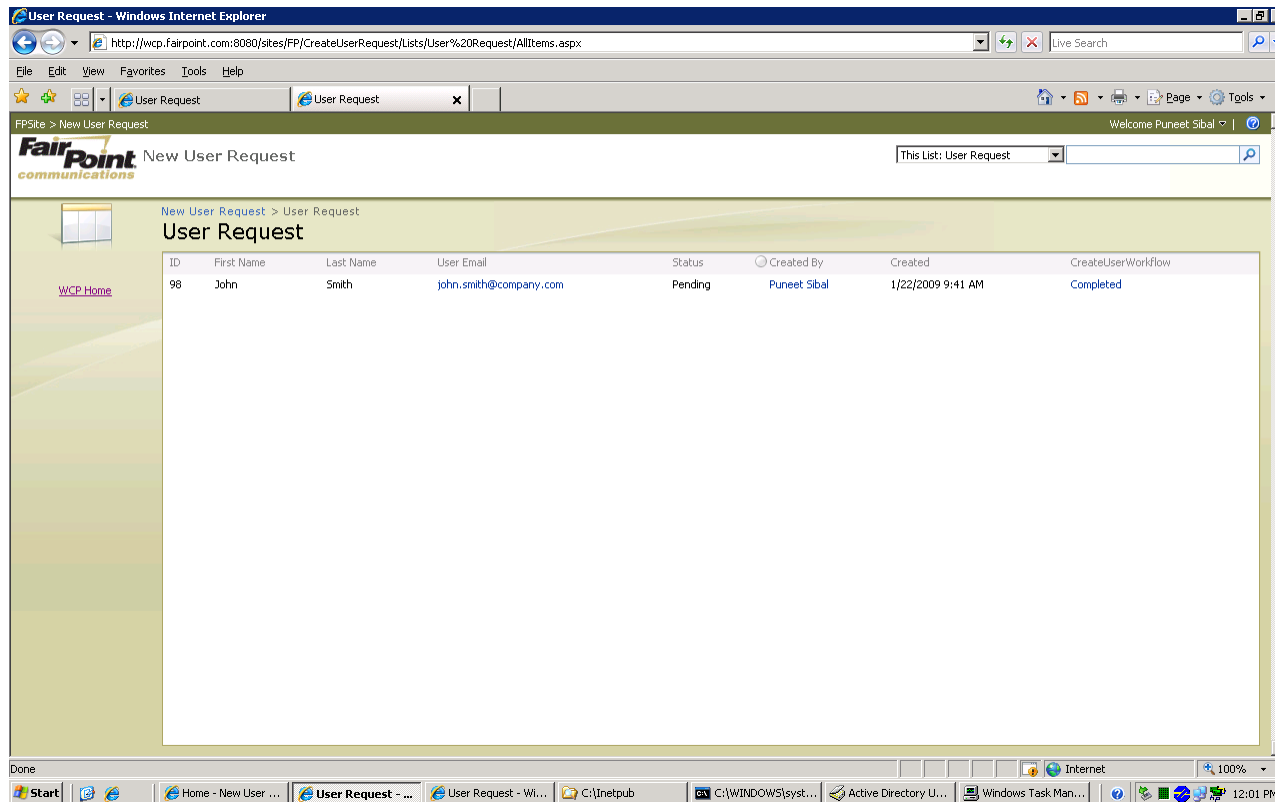 User Request - Windows Internet Explorer
http://wcp.fairpoint.com:8080/sites/FP/CreateUserRequest/Lists/User%20Request/AllItems.aspx
Live Search
File Edit View Favorites Tools Help
User Request User Request Page Tools
FPSite > New User Request Welcome Puneet Sibal
FairPoint communications New User Request This List: User Request
New User Request > User Request
User Request
ID First Name Last Name User Email Status Created By Created CreateUserWorkflow
98 John Smith john.smith@company.com Pending Puneet Sibal 1/22/2009 9:41 AM Completed
WCP Home
Done Internet 100%
Start Home - New User ... User Request - ... User Request - Wi... C:\Inetpub C:\WINDOWS\syst... Active Directory U... Windows Task Man... 12:01 PM